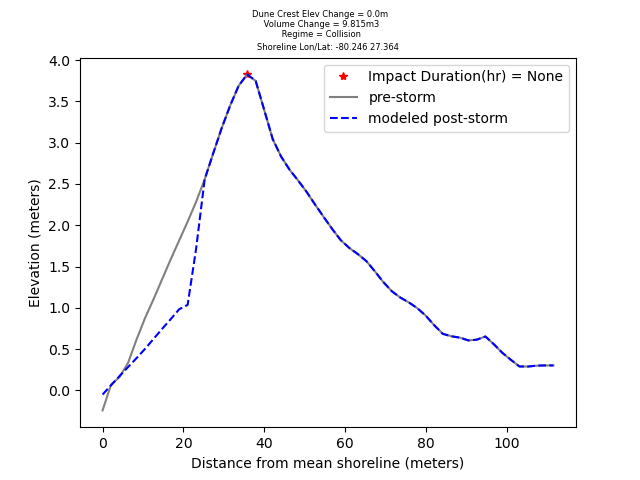 Dune Crest Elev Change = 0.0m
Volume Change = 9.815m3
Regime = Collision
Shoreline Lon/Lat: -80.246 27.364
Impact Duration(hr) = None
pre-storm
modeled post-storm
Elevation (meters)
4.0
3.5
3.0
2.5
2.0
1.5
1.0
0.5
0.0
0 20 40 60 80 100
Distance from mean shoreline (meters)